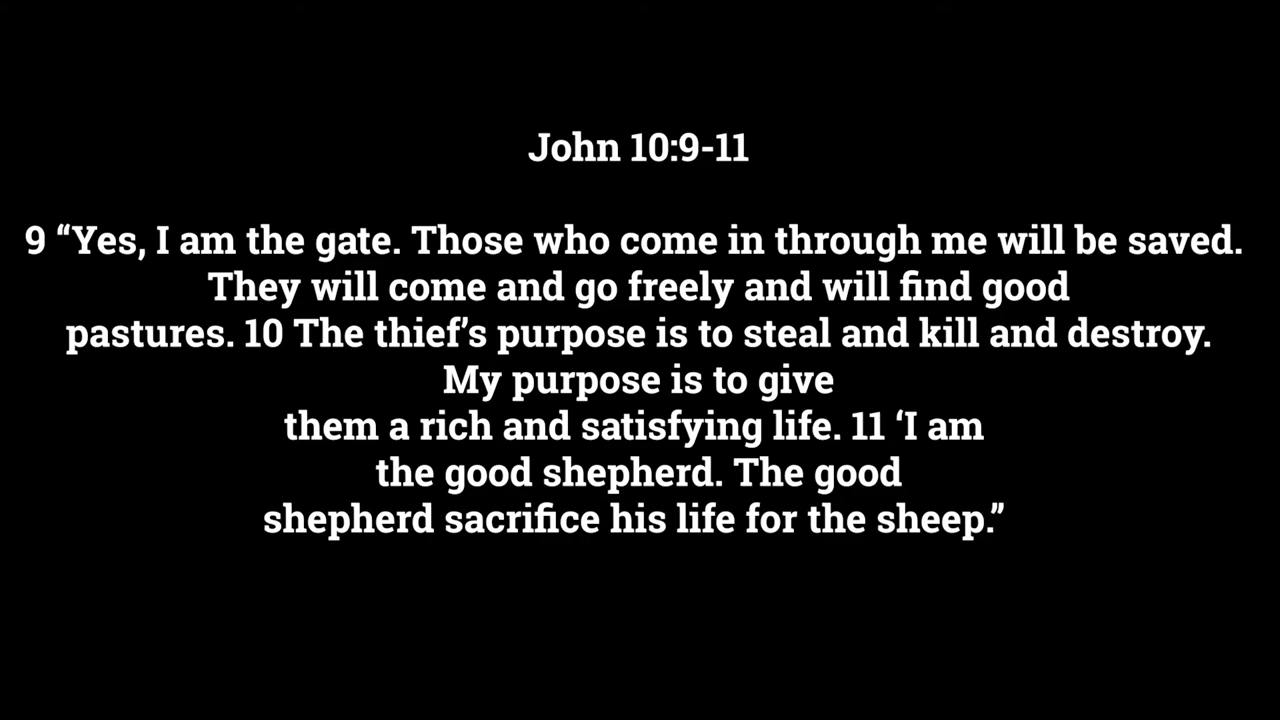 John 10:9-11
9 “Yes, I am the gate. Those who come in through me will be saved.
They will come and go freely and will find good
pastures. 10 The thief’s purpose is to steal and kill and destroy.
My purpose is to give
them a rich and satisfying life. 11 ‘I am
the good shepherd. The good
shepherd sacrifice his life for the sheep.”